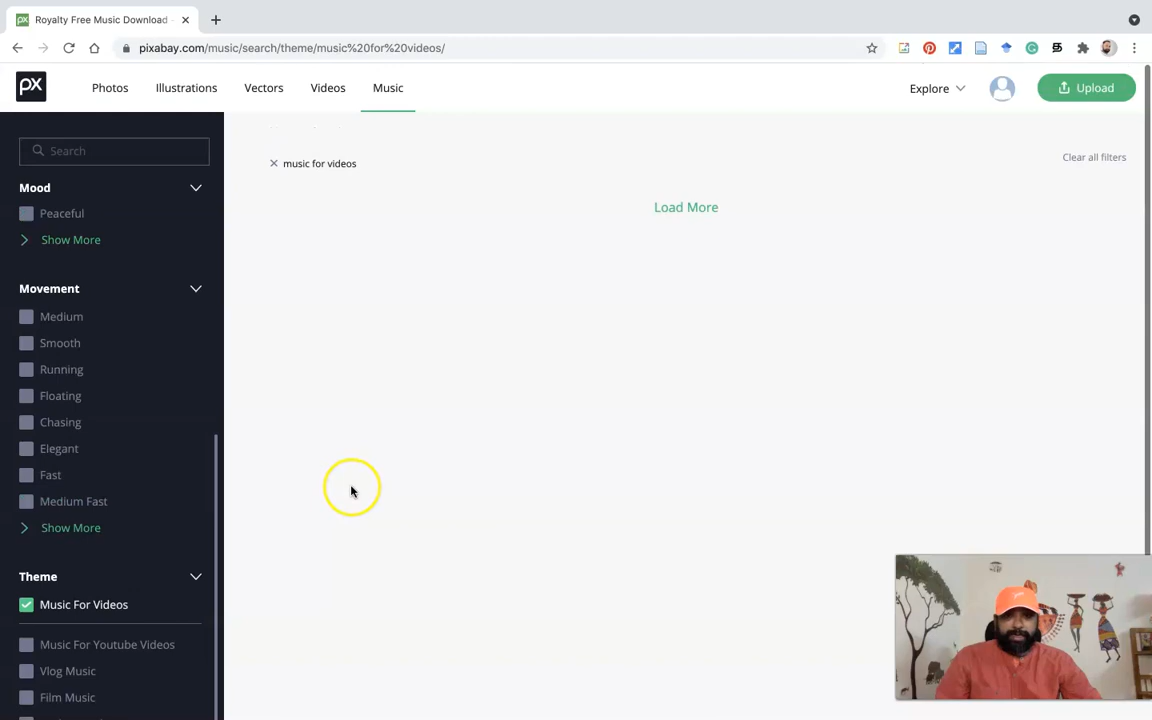 Royalty Free Music Download
pixabay.com/music/search/theme/music%20for%20videos/
px
Photos
Illustrations
Vectors
Videos
Music
Explore
Upload
Search
music for videos
Clear all filters
Load More
Mood
Peaceful
Show More
Movement
Medium
Smooth
Running
Floating
Chasing
Elegant
Fast
Medium Fast
Show More
Theme
Music For Videos
Music For Youtube Videos
Vlog Music
Film Music